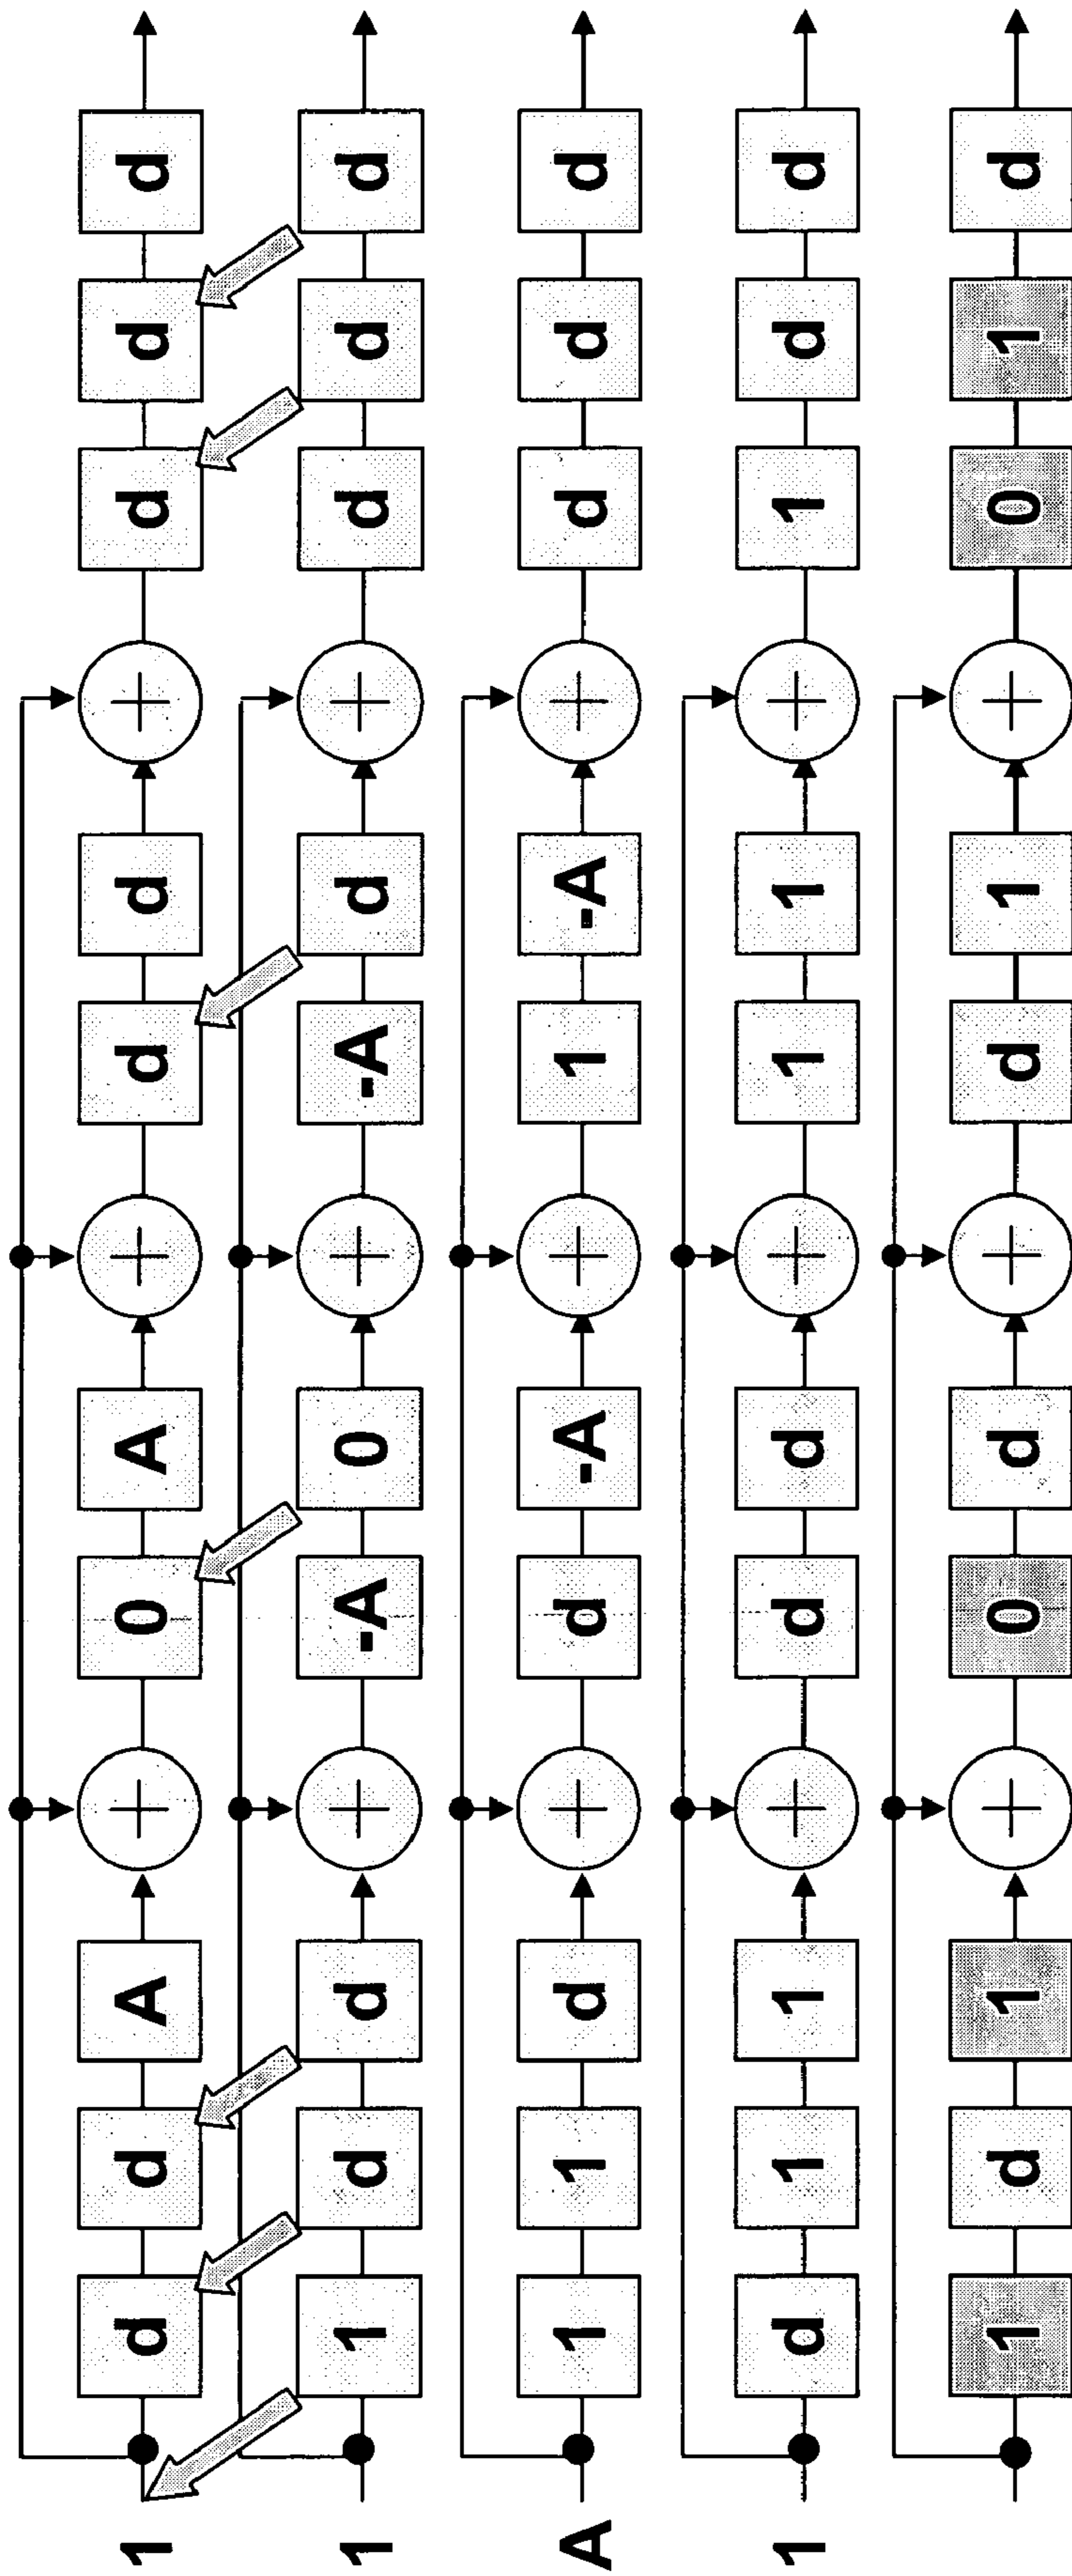 1 d d A + 0 A + d d + d d d
1 1 d d + -A 0 + -A d + d d d
A 1 1 d + d -A + 1 -A + d d d
1 d 1 1 + d d + 1 1 + 1 d d
1 d 1 + 0 d + d 1 + 0 1 d